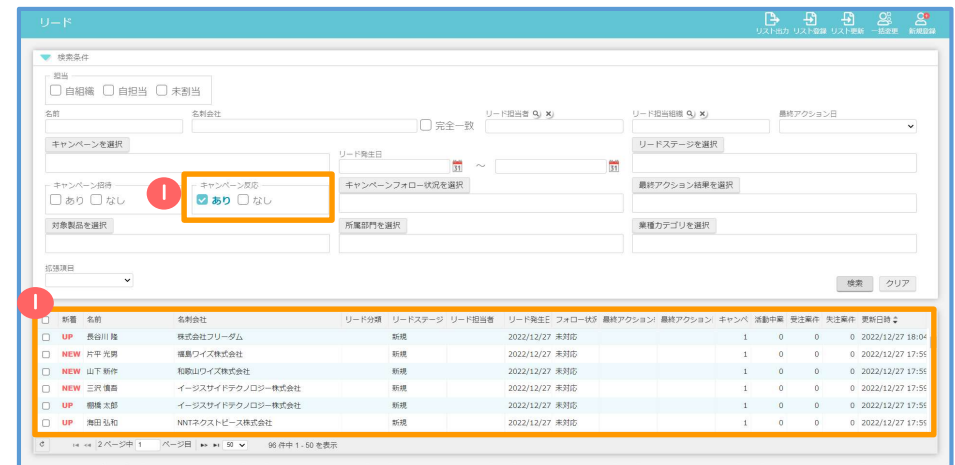 リード
リスト出力 リスト登録 リスト更新 一括変更 新規登録
検索条件
担当
自組織 自担当 未割当
名前 名刺会社 リード担当者 リード担当組織 最終アクション日
完全一致
キャンペーンを選択 リード発生日 リードステージを選択
31 ～ 31
キャンペーン招待 キャンペーン反応 キャンペーンフォロー状況を選択 最終アクション結果を選択
あり なし あり なし
対象製品を選択 所属部門を選択 業種カテゴリを選択
拡張項目
検索 クリア
新着 名前 名刺会社 リード分類 リードステージ リード担当者 リード発生E フォロー状況 最終アクション 最終アクション キャンペ 活動中案 受注案件 失注案件 更新日時
UP 長谷川 隆 株式会社フリーダム 新規 2022/12/27 未対応 1 0 0 0 2022/12/27 18:04
NEW 片平 光男 福島ワイズ株式会社 新規 2022/12/27 未対応 1 0 0 0 2022/12/27 17:59
NEW 山下 新作 和歌山ワイズ株式会社 新規 2022/12/27 未対応 1 0 0 0 2022/12/27 17:59
NEW 三沢 慎吾 イージスサイドテクノロジー株式会社 新規 2022/12/27 未対応 1 0 0 0 2022/12/27 17:59
UP 棚橋 太郎 イージスサイドテクノロジー株式会社 新規 2022/12/27 未対応 1 0 0 0 2022/12/27 17:59
UP 海田 弘和 NNTネクストピース株式会社 新規 2022/12/27 未対応 1 0 0 0 2022/12/27 17:59
2 ページ中 1 ページ目 50 96 件中 1 - 50 を表示